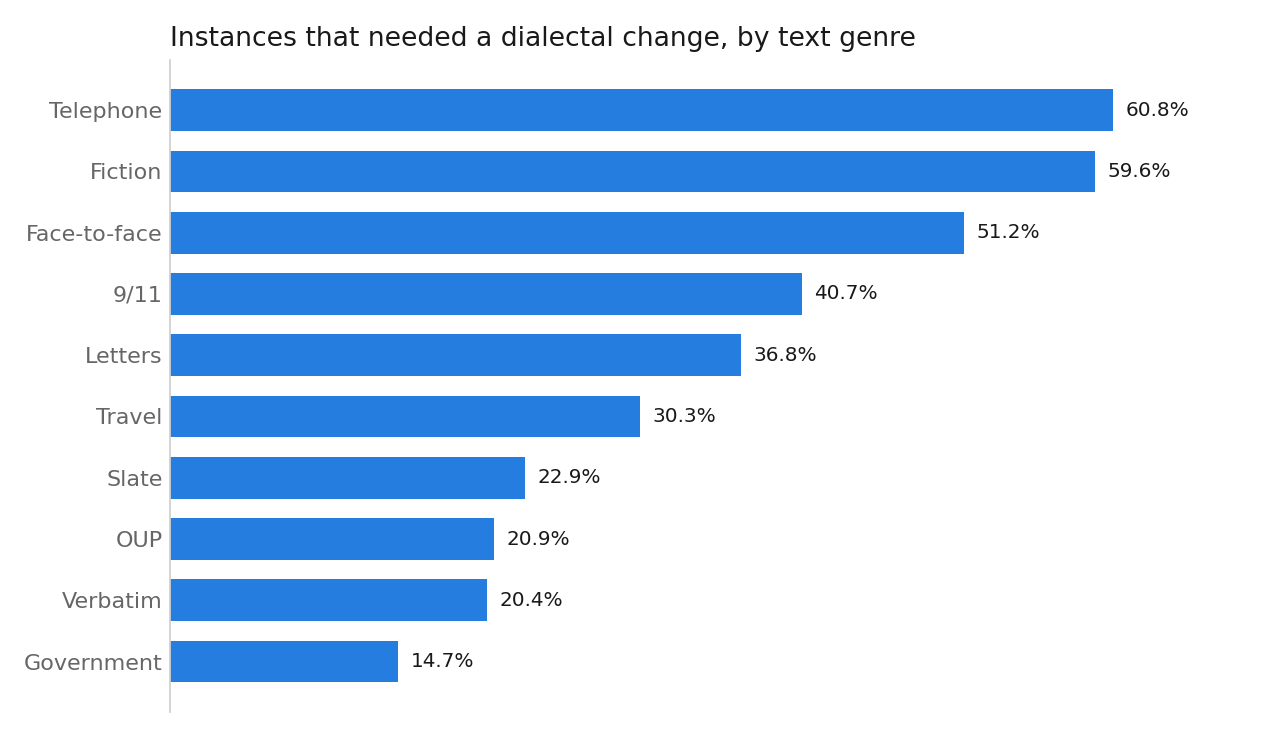 Instances that needed a dialectal change, by text genre
Telephone 60.8%
Fiction 59.6%
Face-to-face 51.2%
9/11 40.7%
Letters 36.8%
Travel 30.3%
Slate 22.9%
OUP 20.9%
Verbatim 20.4%
Government 14.7%